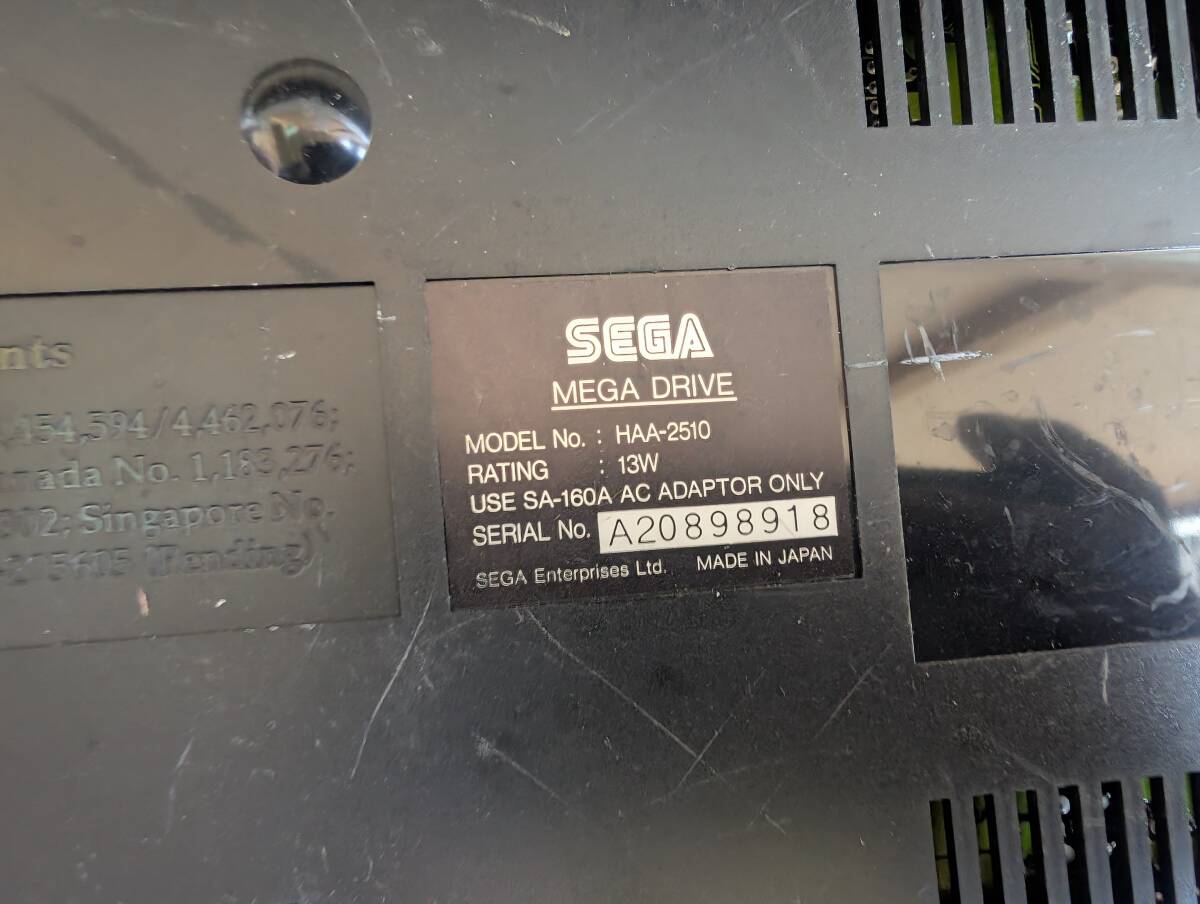 nts
,454,594/4,462,076;
nada No. 1,183,276;
302; Singapore No.
(Pending)
SEGA
MEGA DRIVE
MODEL No. : HAA-2510
RATING : 13W
USE SA-160A AC ADAPTOR ONLY
SERIAL No. A20898918
SEGA Enterprises Ltd. MADE IN JAPAN